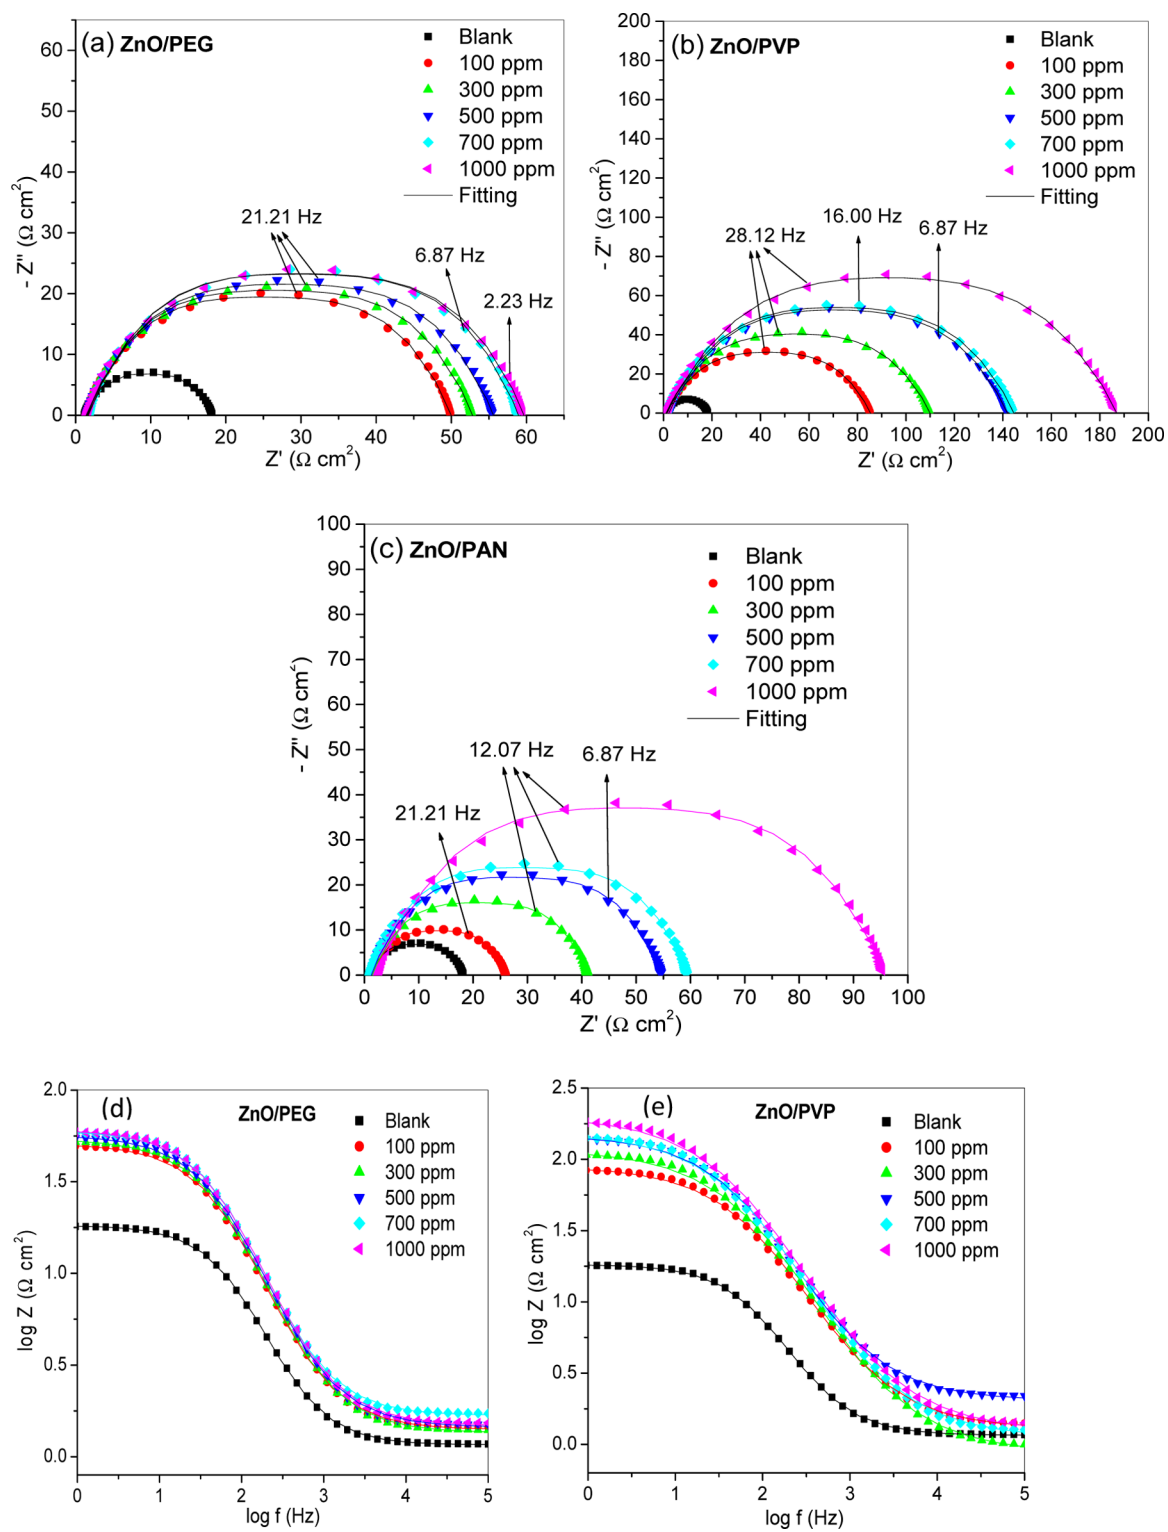 (a) ZnO/PEG
Blank
100 ppm
300 ppm
500 ppm
700 ppm
1000 ppm
Fitting
21.21 Hz
6.87 Hz
2.23 Hz
60
50
40
30
20
10
0
- Z'' (Ω cm²)
0 10 20 30 40 50 60
Z' (Ω cm²)
(b) ZnO/PVP
Blank
100 ppm
300 ppm
500 ppm
700 ppm
1000 ppm
Fitting
28.12 Hz
16.00 Hz
6.87 Hz
200
180
160
140
120
100
80
60
40
20
0
- Z'' (Ω cm²)
0 20 40 60 80 100 120 140 160 180 200
Z' (Ω cm²)
(c) ZnO/PAN
Blank
100 ppm
300 ppm
500 ppm
700 ppm
1000 ppm
Fitting
21.21 Hz
12.07 Hz
6.87 Hz
100
90
80
70
60
50
40
30
20
10
0
- Z'' (Ω cm²)
0 10 20 30 40 50 60 70 80 90 100
Z' (Ω cm²)
(d) ZnO/PEG
Blank
100 ppm
300 ppm
500 ppm
700 ppm
1000 ppm
2.0
1.5
1.0
0.5
0.0
log Z (Ω cm²)
0 1 2 3 4 5
log f (Hz)
(e) ZnO/PVP
Blank
100 ppm
300 ppm
500 ppm
700 ppm
1000 ppm
2.5
2.0
1.5
1.0
0.5
0.0
log Z (Ω cm²)
0 1 2 3 4 5
log f (Hz)